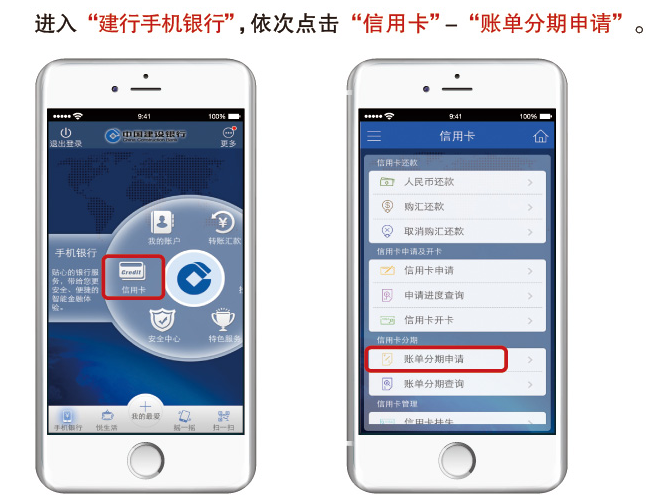 进入“建行手机银行”,依次点击“信用卡”–“账单分期申请”。
9:41
100%
退出登录
中国建设银行
更多
我的账户
转账汇款
手机银行
贴心的银行服
务,带给您更
安全、便捷的
智能金融体
验。
Credit
信用卡
安全中心
特色服务
手机银行
悦生活
我的最爱
摇一摇
扫一扫
9:41
100%
信用卡
信用卡还款
人民币还款
购汇还款
取消购汇还款
信用卡申请及开卡
信用卡申请
申请进度查询
信用卡开卡
信用卡分期
账单分期申请
账单分期查询
信用卡管理
信用卡挂失